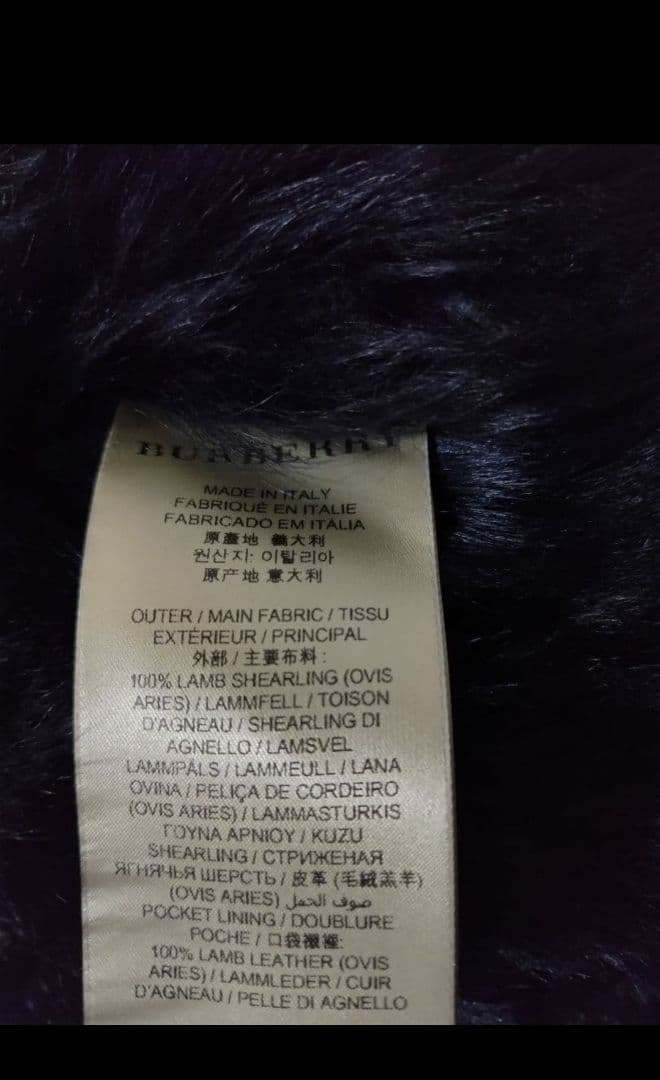 BURBERRY
MADE IN ITALY
FABRIQUÉ EN ITALIE
FABRICADO EM ITÁLIA
原產地 義大利
원산지: 이탈리아
原产地 意大利
OUTER / MAIN FABRIC / TISSU
EXTÉRIEUR / PRINCIPAL
外部 / 主要布料 :
100% LAMB SHEARLING (OVIS
ARIES) / LAMMFELL / TOISON
D'AGNEAU / SHEARLING DI
AGNELLO / LAMSVEL
LAMMPÄLS / LAMMEULL / LANA
OVINA / PELIÇA DE CORDEIRO
(OVIS ARIES) / LAMMASTURKIS
ΓΟΥΝΑ ΑΡΝΙΟΥ / KUZU
SHEARLING / СТРИЖЕНАЯ
ЯГНЯЧЬЯ ШЕРСТЬ / 皮革 (毛絨羔羊)
(OVIS ARIES) صوف الحمل
POCKET LINING / DOUBLURE
POCHE / 口袋襯裡:
100% LAMB LEATHER (OVIS
ARIES) / LAMMLEDER / CUIR
D'AGNEAU / PELLE DI AGNELLO